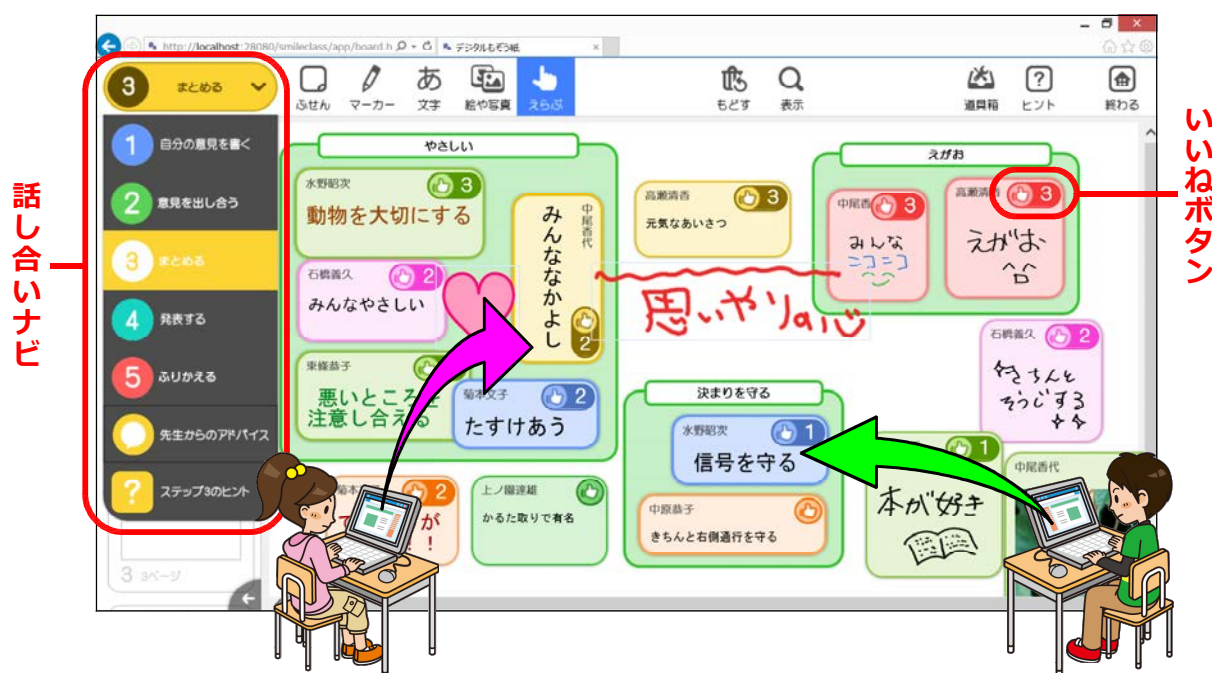 http://localhost:28080/smileclass/app/board.h
デジタルもぞう紙
3 まとめる
ふせん
マーカー
文字
絵や写真
えらぶ
もどす
表示
道具箱
ヒント
終わる
1 自分の意見を書く
2 意見を出し合う
3 まとめる
4 発表する
5 ふりかえる
先生からのアドバイス
? ステップ3のヒント
3 3ページ
話し合いナビ
いいねボタン
やさしい
水野昭次 3
動物を大切にする
中尾香代
みんななかよし
2
石橋義久 2
みんなやさしい
東條恭子
悪いところを
注意し合える
菊本文子 2
たすけあう
高瀬清香 3
元気なあいさつ
思いやりの心
えがお
中尾香 3
みんな
ニコニコ
高瀬清香 3
えがお
石橋義久 2
きちんと
そうじする
決まりを守る
水野昭次 1
信号を守る
中原恭子
きちんと右側通行を守る
菊本 2
が
!!
上ノ園達雄
かるた取りで有名
1
本が好き
中尾香代